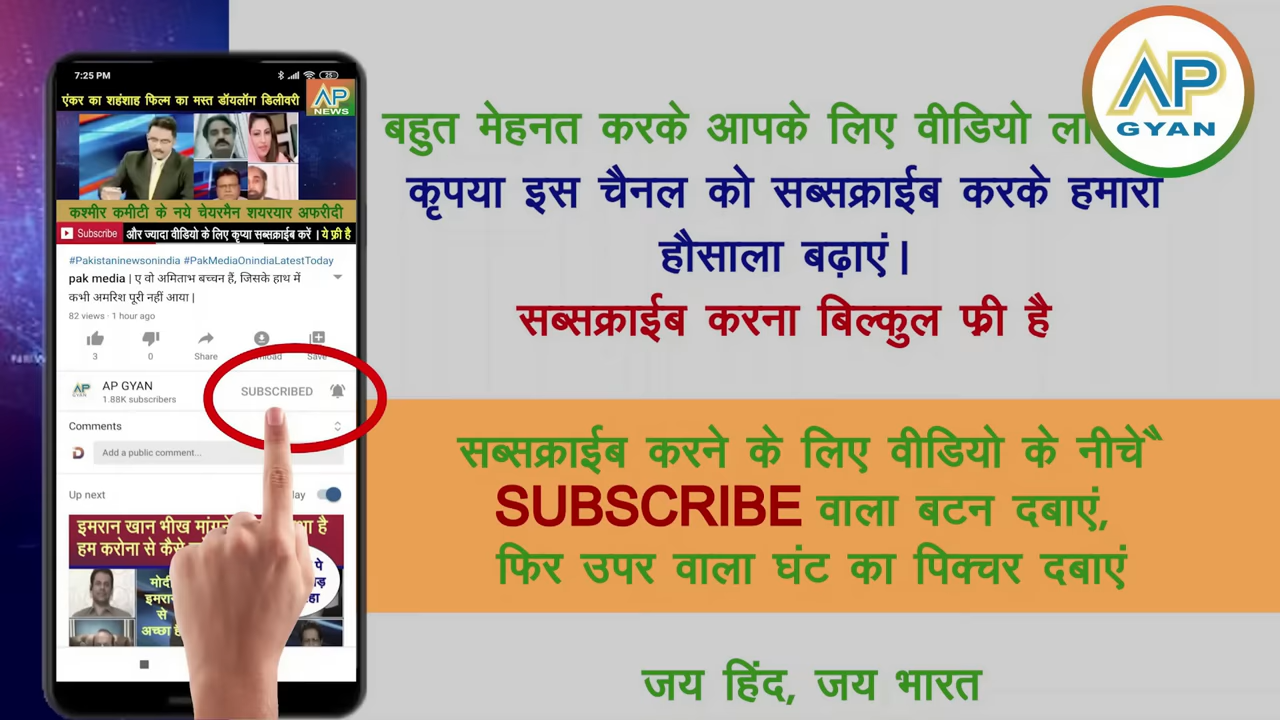 7:25 PM
25
एंकर का शहंशाह फिल्म का मस्त डॉयलॉग डिलीवरी
AP
NEWS
कश्मीर कमीटी के नये चेयरमैन शयरयार अफरीदी
Subscribe और ज्यादा वीडियो के लिए कृप्या सब्सक्राईब करें । ये फ्री है
#Pakistaninewsonindia #PakMediaOnindiaLatestToday
pak media | ए वो अमिताभ बच्चन हैं, जिसके हाथ में
कभी अमरिश पूरी नहीं आया |
82 views · 1 hour ago
3 0 Share Save
AP GYAN SUBSCRIBED
1.88K subscribers
Comments
D Add a public comment...
Up next
इमरान खान भीख मांगने है
हम करोना से कैसे
मोदी
इमरान
से
अच्छा है
AP
GYAN
बहुत मेहनत करके आपके लिए वीडियो
कृपया इस चैनल को सब्सक्राईब करके हमारा
हौसाला बढ़ाएं।
सब्सक्राईब करना बिल्कुल फ्री है
सब्सक्राईब करने के लिए वीडियो के नीचे
SUBSCRIBE वाला बटन दबाएं,
फिर उपर वाला घंट का पिक्चर दबाएं
जय हिंद, जय भारत